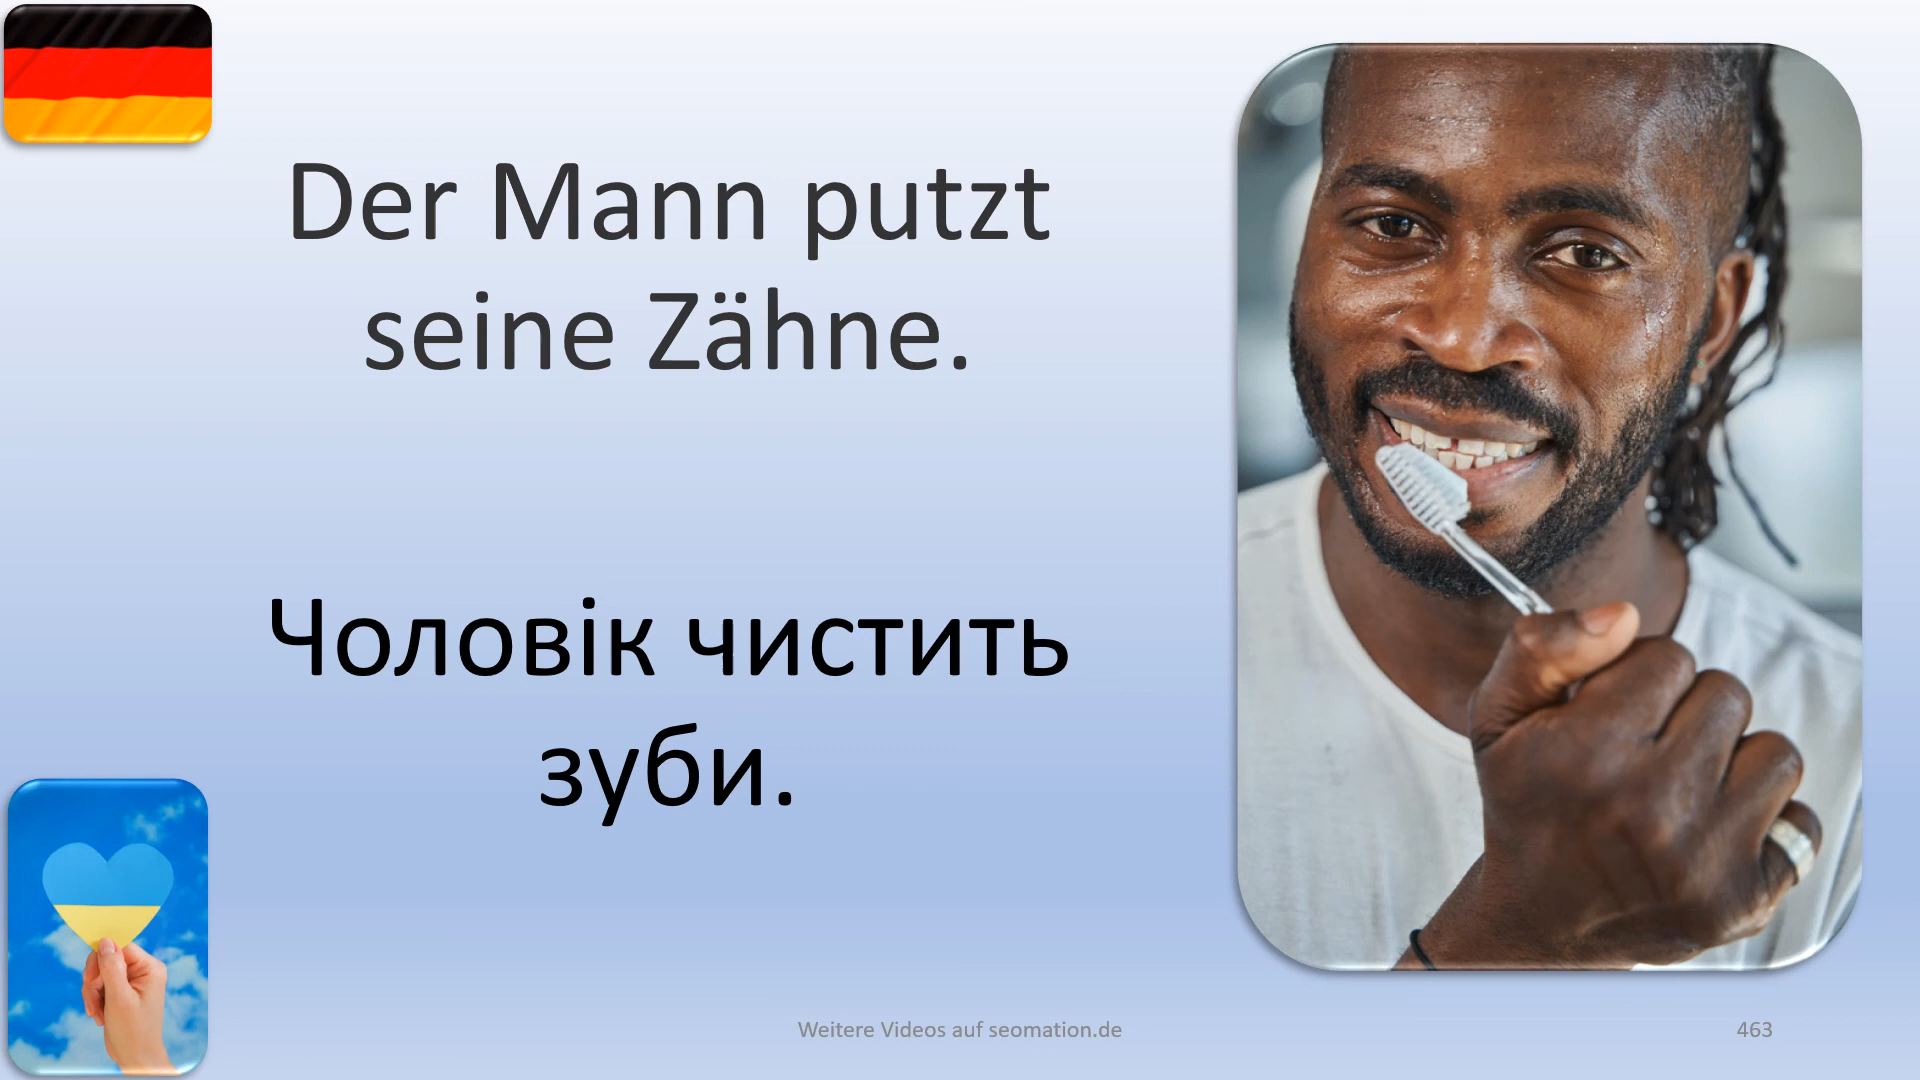 Der Mann putzt
seine Zähne.
Чоловік чистить
зуби.
Weitere Videos auf seomation.de
463